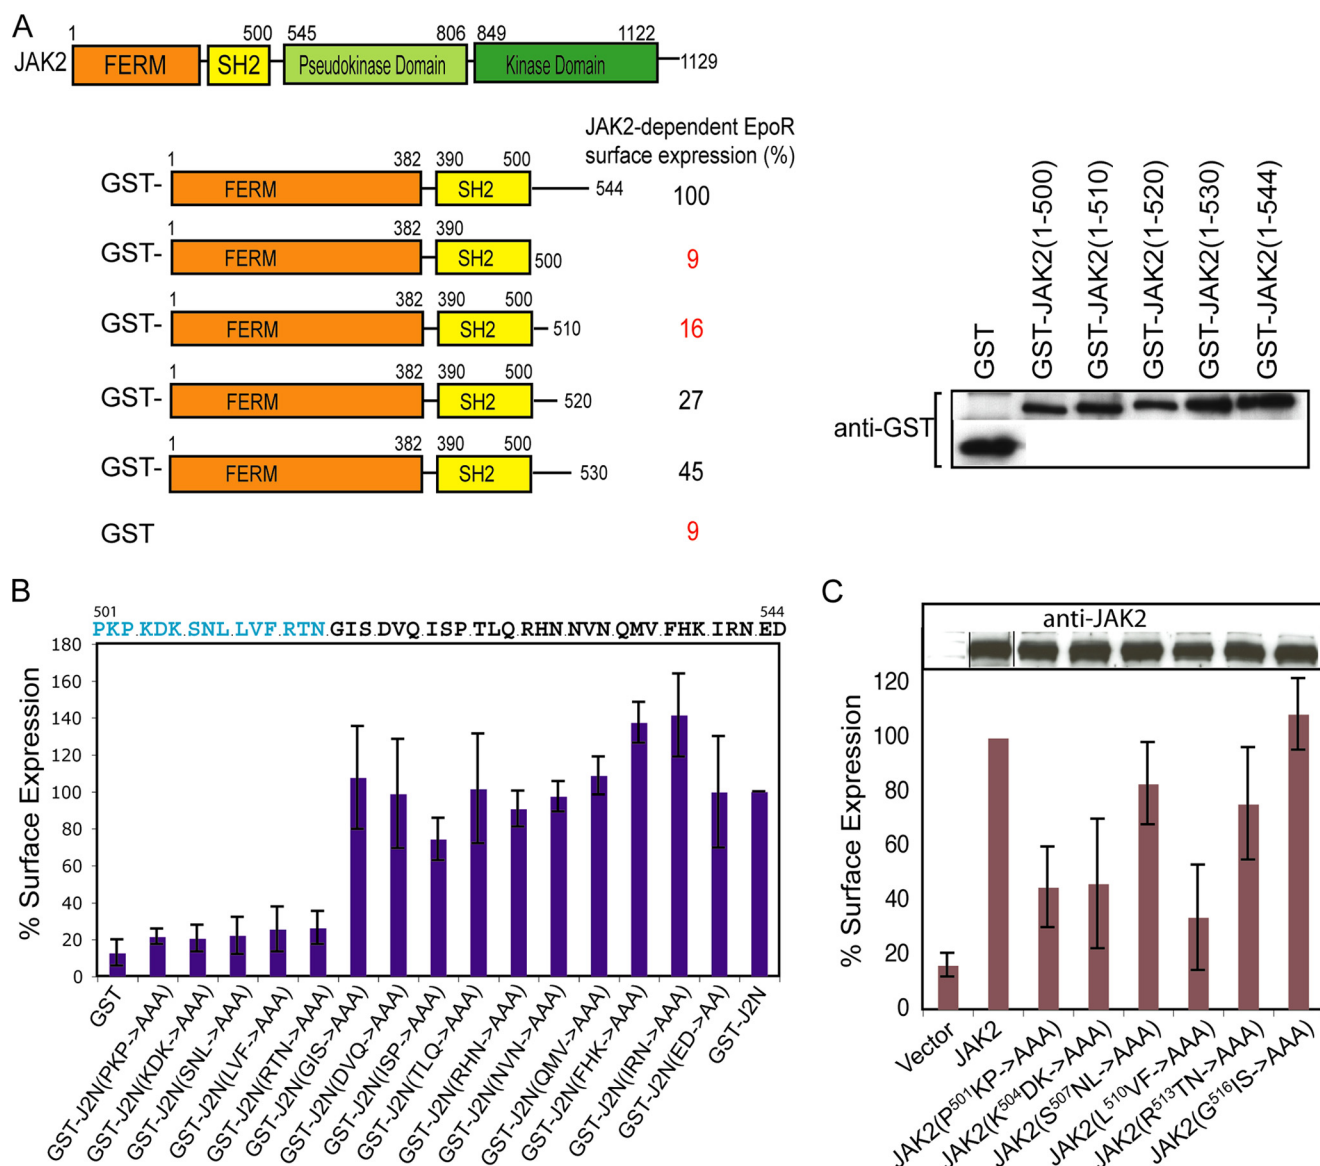 A
1 500 545 806 849 1122
JAK2 FERM SH2 Pseudokinase Domain Kinase Domain 1129
JAK2-dependent EpoR
surface expression (%)
1 382 390 500
GST- FERM SH2 544 100
1 382 390
GST- FERM SH2 500 9
1 382 390 500
GST- FERM SH2 510 16
1 382 390 500
GST- FERM SH2 520 27
1 382 390 500
GST- FERM SH2 530 45
GST 9
GST
GST-JAK2(1-500)
GST-JAK2(1-510)
GST-JAK2(1-520)
GST-JAK2(1-530)
GST-JAK2(1-544)
anti-GST
B
501 544
PKP.KDK.SNL.LVF.RTN.GIS.DVQ.ISP.TLQ.RHN.NVN.QMV.FHK.IRN.ED
% Surface Expression
180
160
140
120
100
80
60
40
20
0
GST
GST-J2N(PKP->AAA)
GST-J2N(KDK->AAA)
GST-J2N(SNL->AAA)
GST-J2N(LVF->AAA)
GST-J2N(RTN->AAA)
GST-J2N(GIS->AAA)
GST-J2N(DVQ->AAA)
GST-J2N(ISP->AAA)
GST-J2N(TLQ->AAA)
GST-J2N(RHN->AAA)
GST-J2N(NVN->AAA)
GST-J2N(QMV->AAA)
GST-J2N(FHK->AAA)
GST-J2N(IRN->AAA)
GST-J2N(ED->AA)
GST-J2N
C
anti-JAK2
% Surface Expression
120
100
80
60
40
20
0
Vector
JAK2
JAK2(P501KP->AAA)
JAK2(K504DK->AAA)
JAK2(S507NL->AAA)
JAK2(L510VF->AAA)
JAK2(R513TN->AAA)
JAK2(G516IS->AAA)